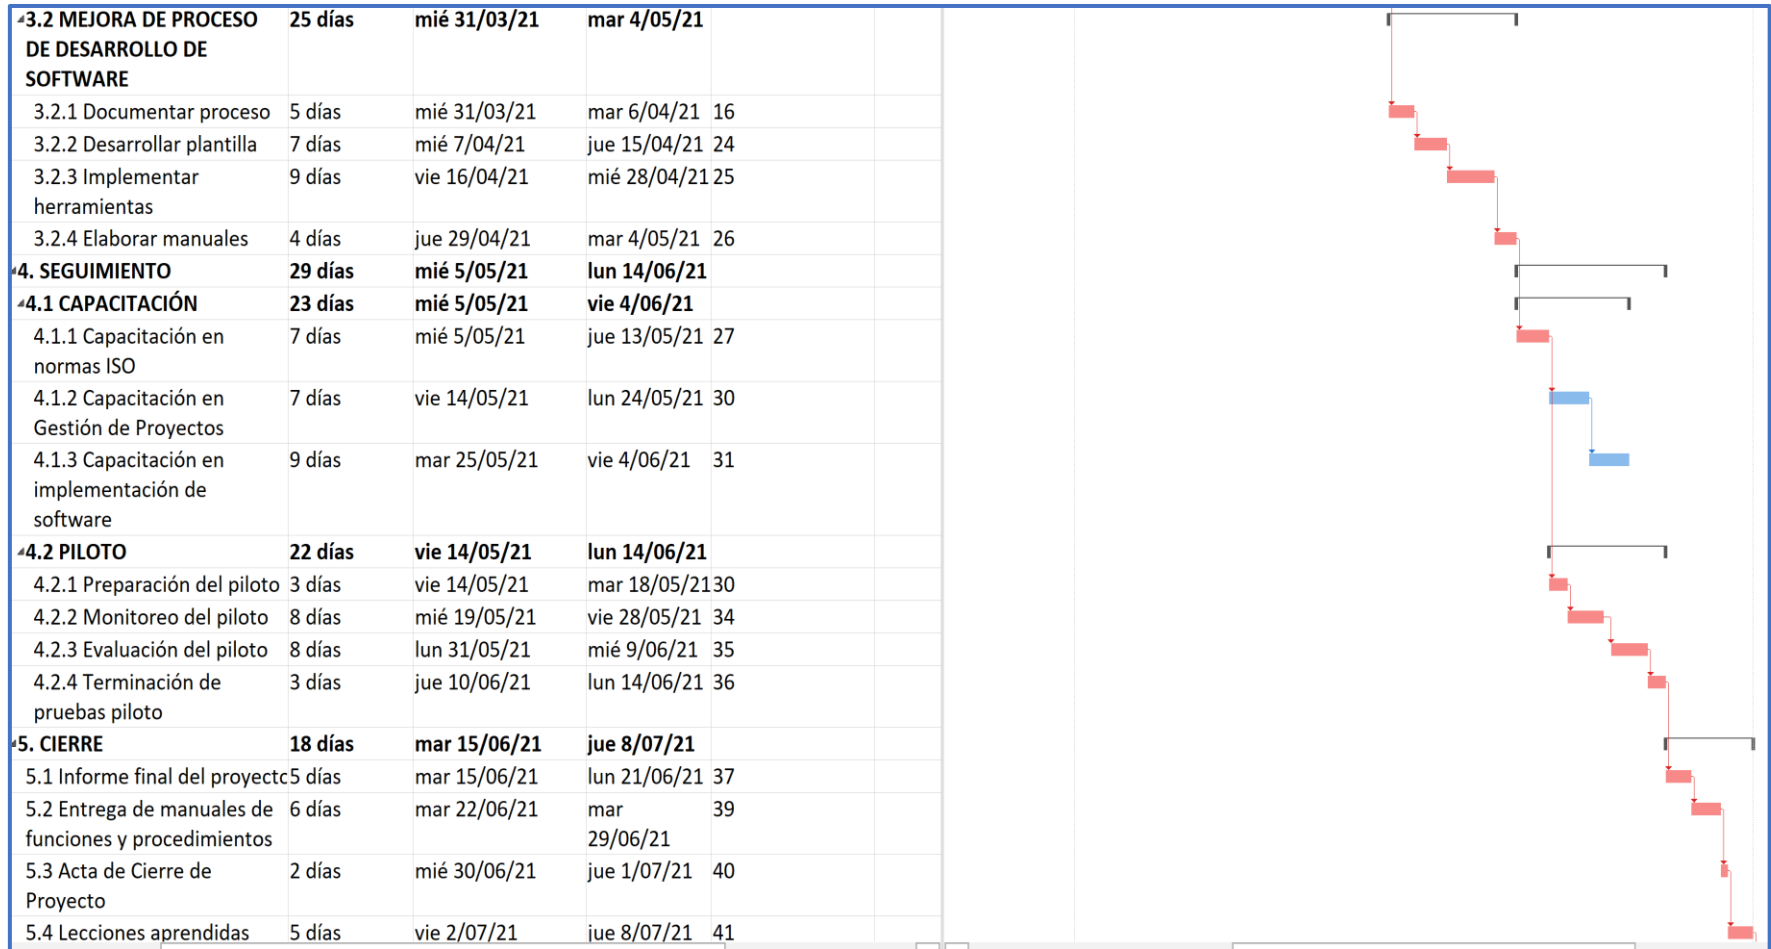 3.2 MEJORA DE PROCESO 25 días mié 31/03/21 mar 4/05/21
DE DESARROLLO DE
SOFTWARE
3.2.1 Documentar proceso 5 días mié 31/03/21 mar 6/04/21 16
3.2.2 Desarrollar plantilla 7 días mié 7/04/21 jue 15/04/21 24
3.2.3 Implementar 9 días vie 16/04/21 mié 28/04/21 25
herramientas
3.2.4 Elaborar manuales 4 días jue 29/04/21 mar 4/05/21 26
4. SEGUIMIENTO 29 días mié 5/05/21 lun 14/06/21
4.1 CAPACITACIÓN 23 días mié 5/05/21 vie 4/06/21
4.1.1 Capacitación en 7 días mié 5/05/21 jue 13/05/21 27
normas ISO
4.1.2 Capacitación en 7 días vie 14/05/21 lun 24/05/21 30
Gestión de Proyectos
4.1.3 Capacitación en 9 días mar 25/05/21 vie 4/06/21 31
implementación de
software
4.2 PILOTO 22 días vie 14/05/21 lun 14/06/21
4.2.1 Preparación del piloto 3 días vie 14/05/21 mar 18/05/21 30
4.2.2 Monitoreo del piloto 8 días mié 19/05/21 vie 28/05/21 34
4.2.3 Evaluación del piloto 8 días lun 31/05/21 mié 9/06/21 35
4.2.4 Terminación de 3 días jue 10/06/21 lun 14/06/21 36
pruebas piloto
5. CIERRE 18 días mar 15/06/21 jue 8/07/21
5.1 Informe final del proyecto 5 días mar 15/06/21 lun 21/06/21 37
5.2 Entrega de manuales de 6 días mar 22/06/21 mar 39
funciones y procedimientos 29/06/21
5.3 Acta de Cierre de 2 días mié 30/06/21 jue 1/07/21 40
Proyecto
5.4 Lecciones aprendidas 5 días vie 2/07/21 jue 8/07/21 41